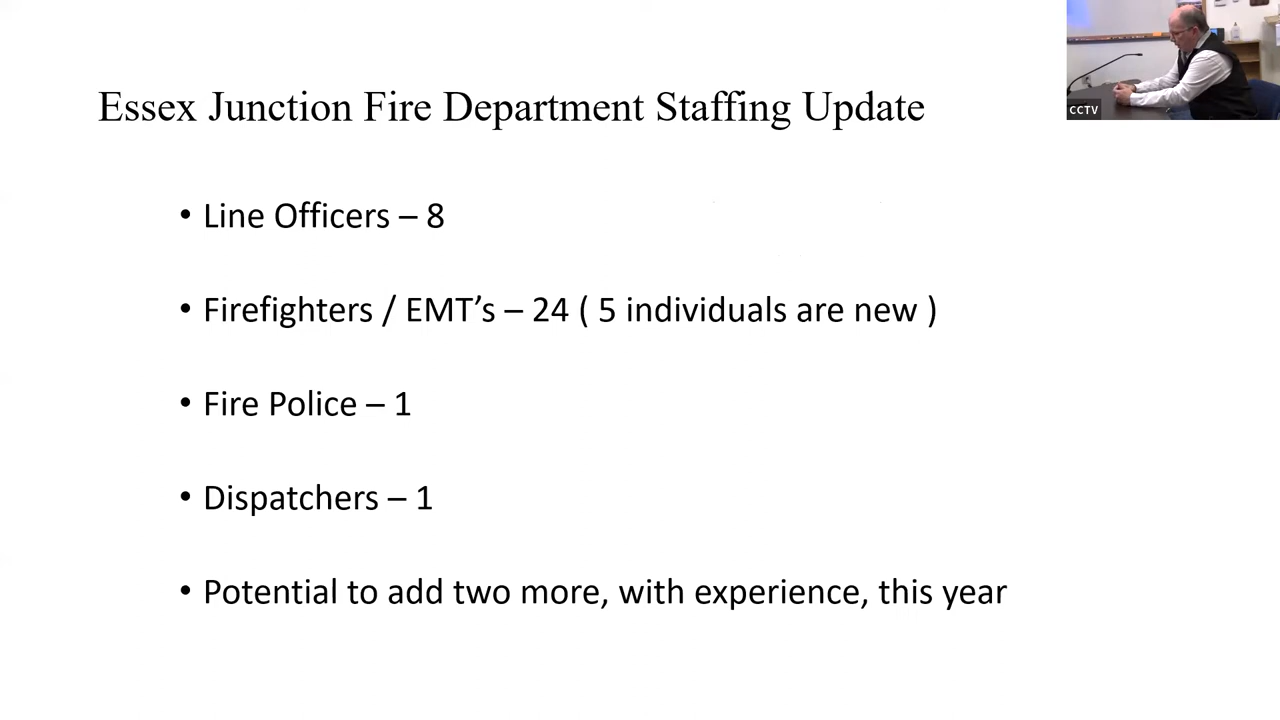 Essex Junction Fire Department Staffing Update
CCTV
• Line Officers – 8
• Firefighters / EMT’s – 24 ( 5 individuals are new )
• Fire Police – 1
• Dispatchers – 1
• Potential to add two more, with experience, this year